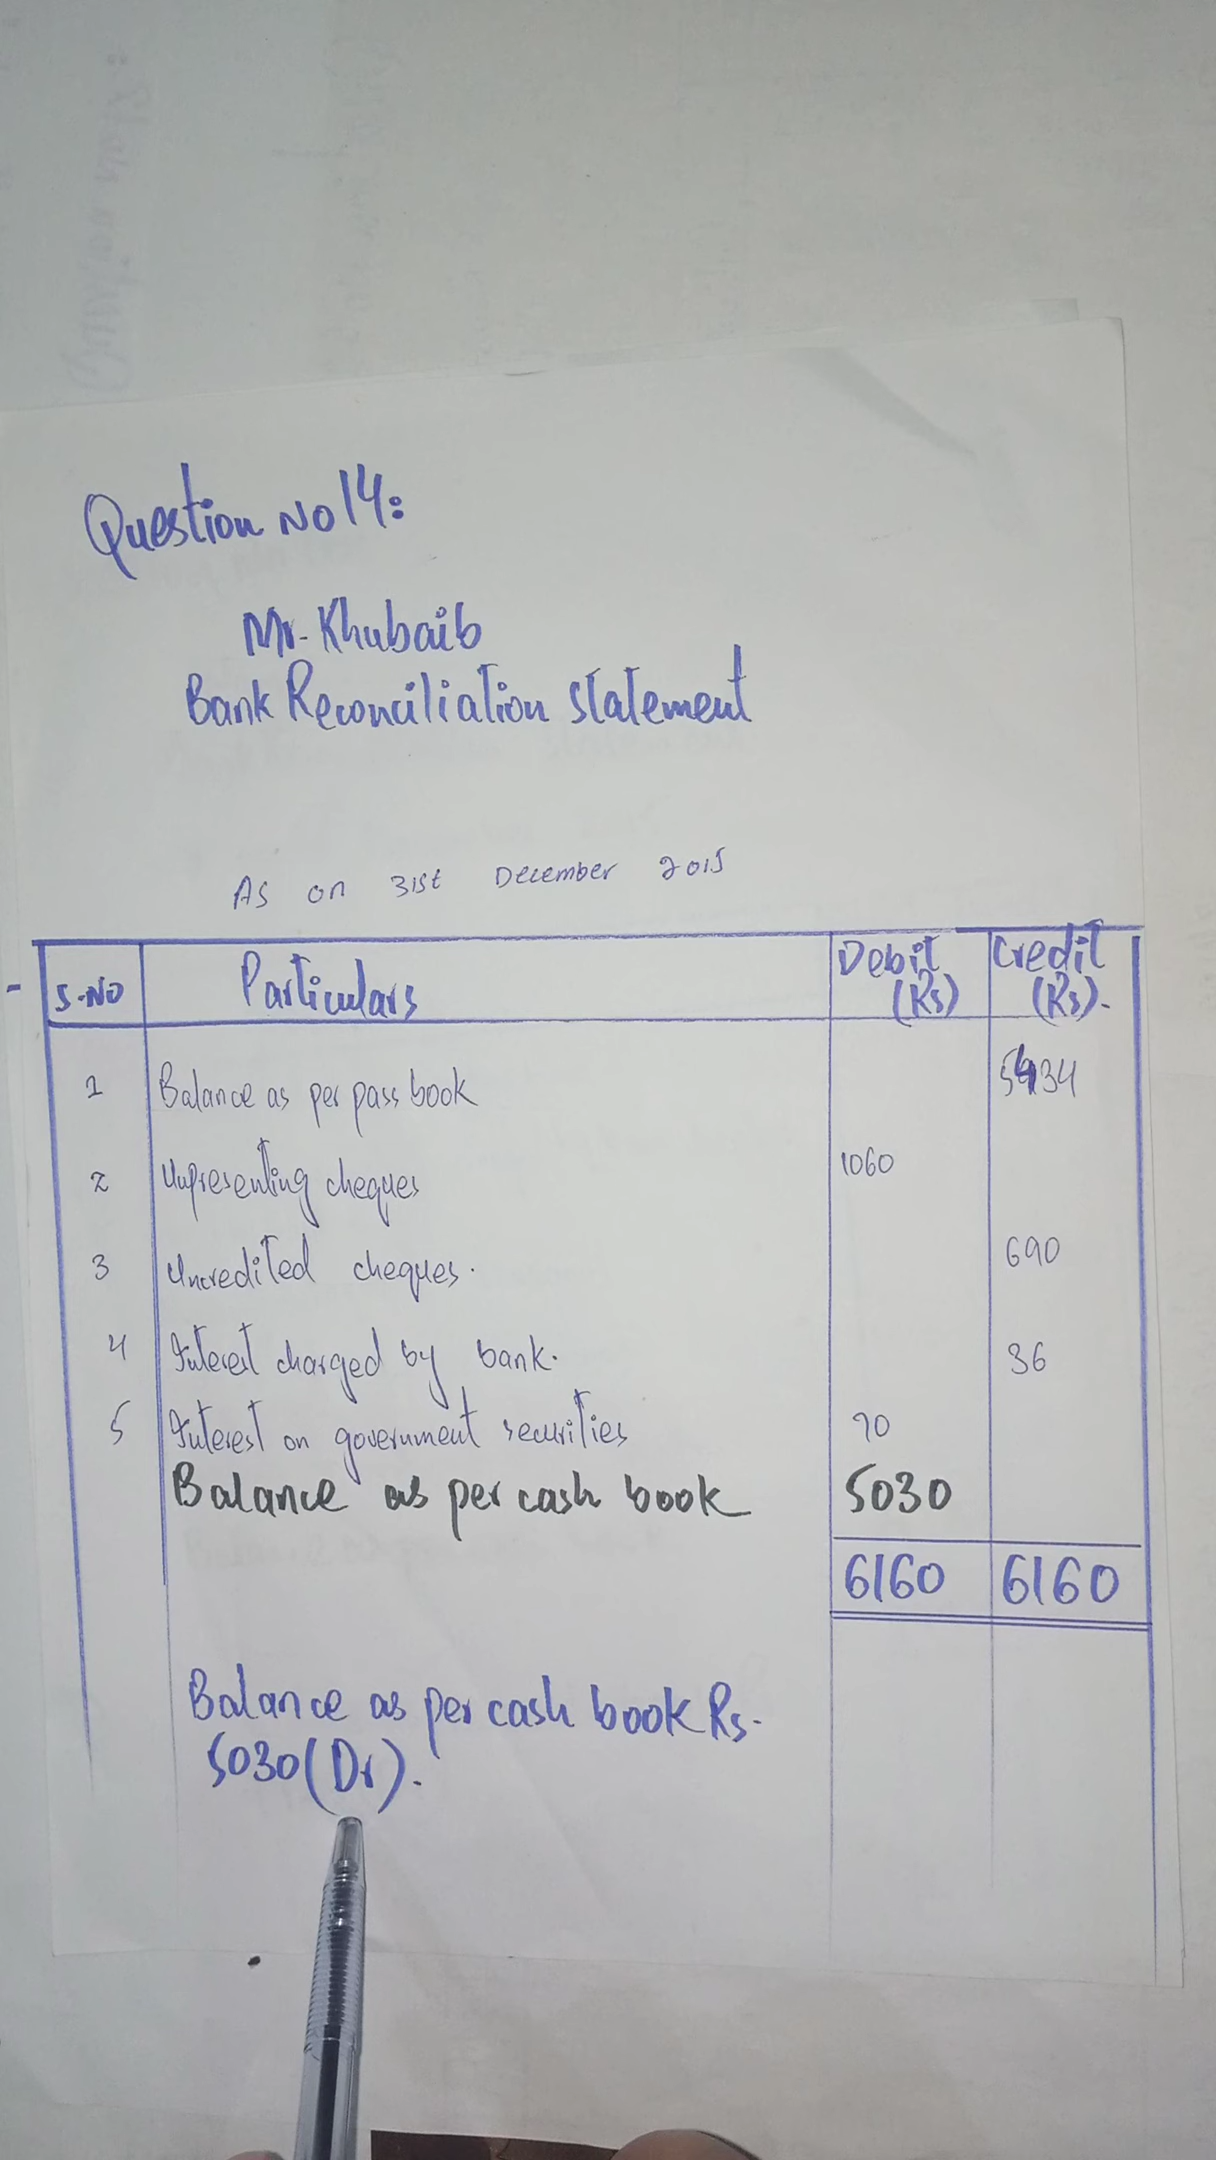 Question No 14:
Mr. Khubaib
Bank Reconciliation statement
As on 31st December 2015
S.NO Particulars Debit (Rs) Credit (Rs).
1 Balance as per pass book 5434
2 Unpresenting cheques 1060
3 Uncredited cheques. 690
4 Interest charged by bank. 36
5 Interest on government securities 70
Balance as per cash book 5030
6160 6160
Balance as per cash book Rs.
5030 (Dr).